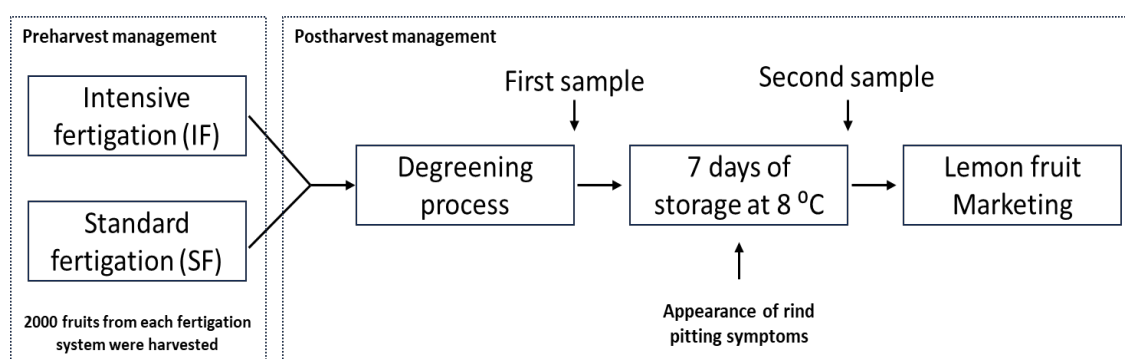 Preharvest management
Intensive
fertigation (IF)
Standard
fertigation (SF)
2000 fruits from each fertigation
system were harvested
Postharvest management
First sample
Second sample
Degreening
process
7 days of
storage at 8 ⁰C
Lemon fruit
Marketing
Appearance of rind
pitting symptoms